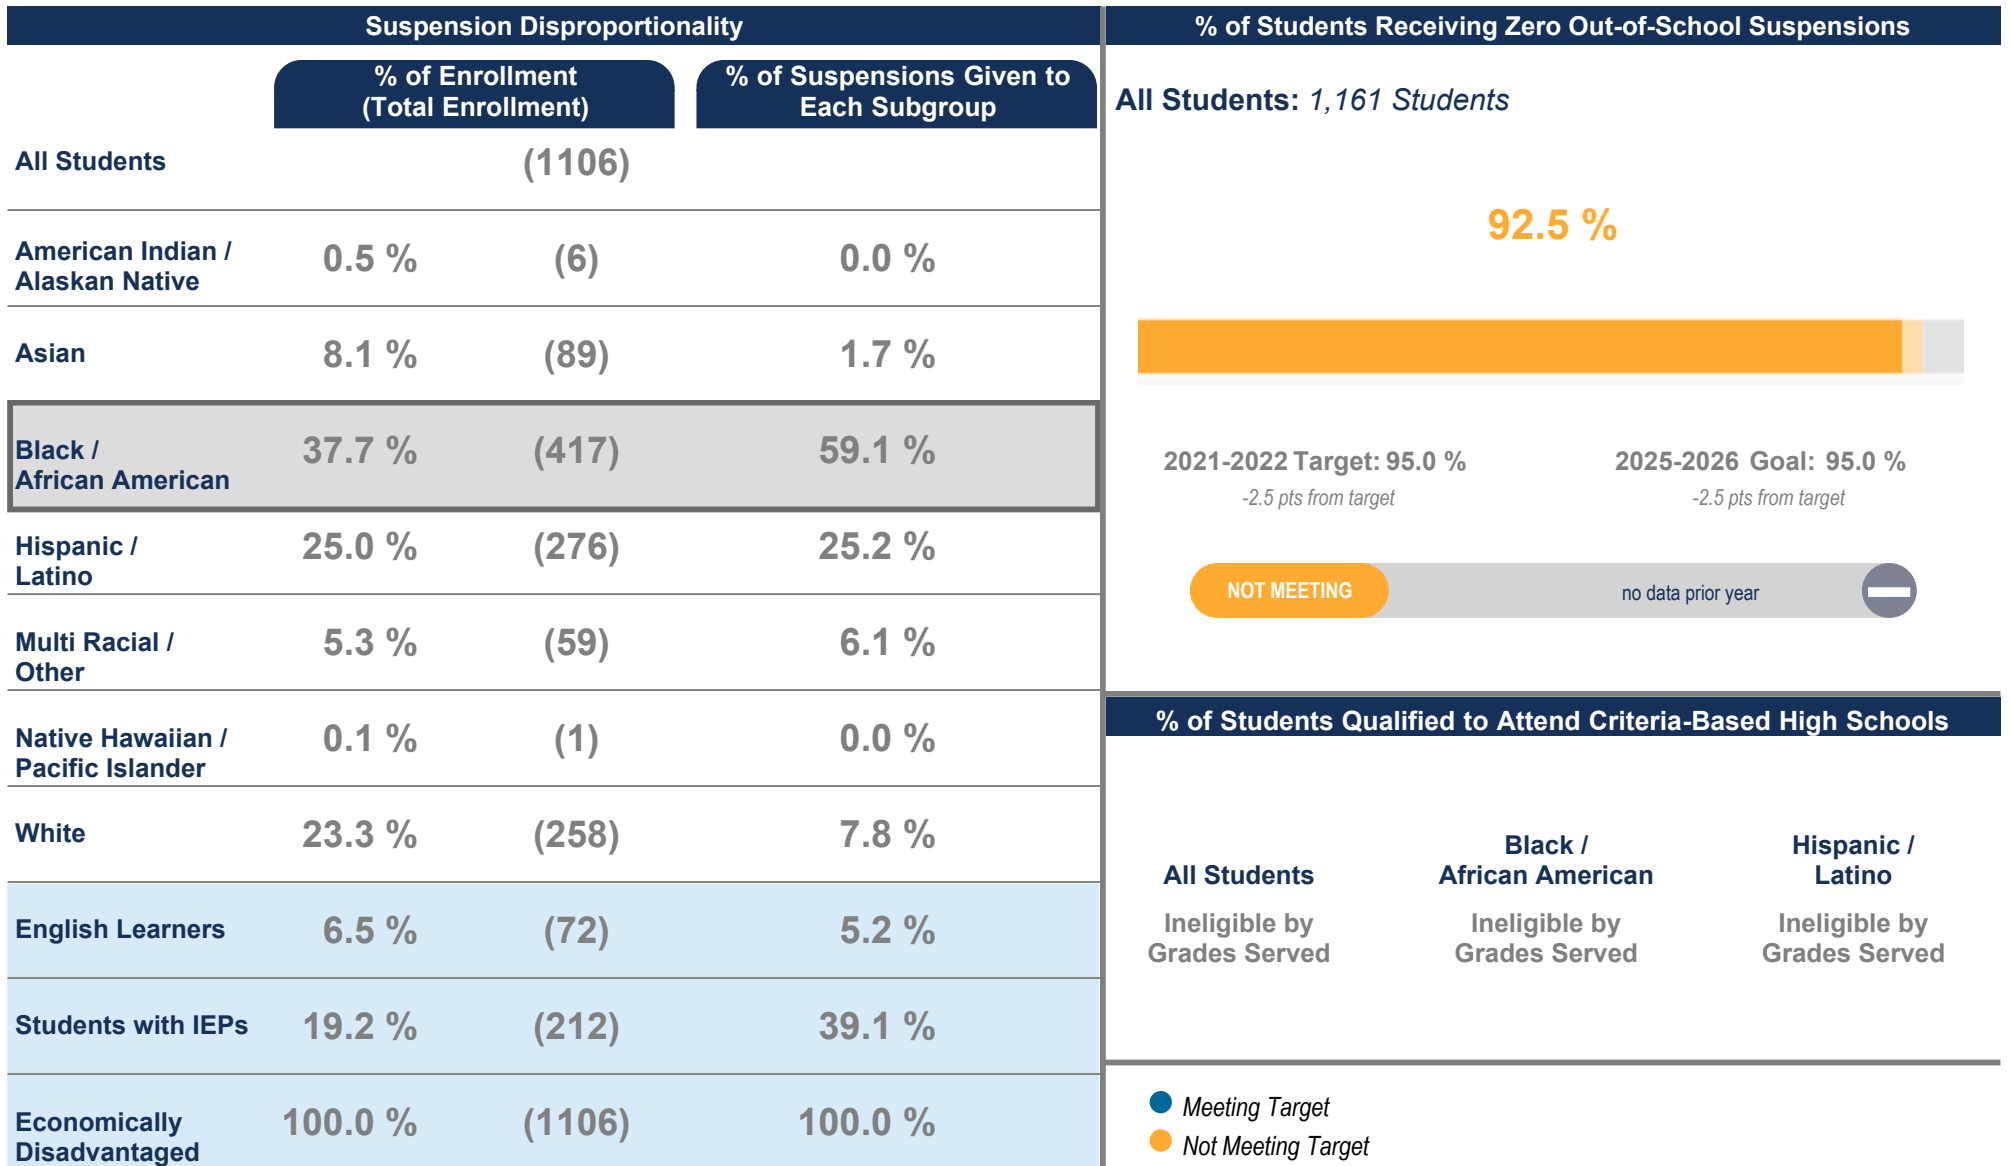 Suspension Disproportionality
% of Enrollment
(Total Enrollment)
% of Suspensions Given to
Each Subgroup
All Students
(1106)
American Indian /
Alaskan Native
0.5 %
(6)
0.0 %
Asian
8.1 %
(89)
1.7 %
Black /
African American
37.7 %
(417)
59.1 %
Hispanic /
Latino
25.0 %
(276)
25.2 %
Multi Racial /
Other
5.3 %
(59)
6.1 %
Native Hawaiian /
Pacific Islander
0.1 %
(1)
0.0 %
White
23.3 %
(258)
7.8 %
English Learners
6.5 %
(72)
5.2 %
Students with IEPs
19.2 %
(212)
39.1 %
Economically
Disadvantaged
100.0 %
(1106)
100.0 %
% of Students Receiving Zero Out-of-School Suspensions
All Students: 1,161 Students
92.5 %
2021-2022 Target: 95.0 %
-2.5 pts from target
2025-2026 Goal: 95.0 %
-2.5 pts from target
NOT MEETING
no data prior year
% of Students Qualified to Attend Criteria-Based High Schools
All Students
Ineligible by
Grades Served
Black /
African American
Ineligible by
Grades Served
Hispanic /
Latino
Ineligible by
Grades Served
Meeting Target
Not Meeting Target